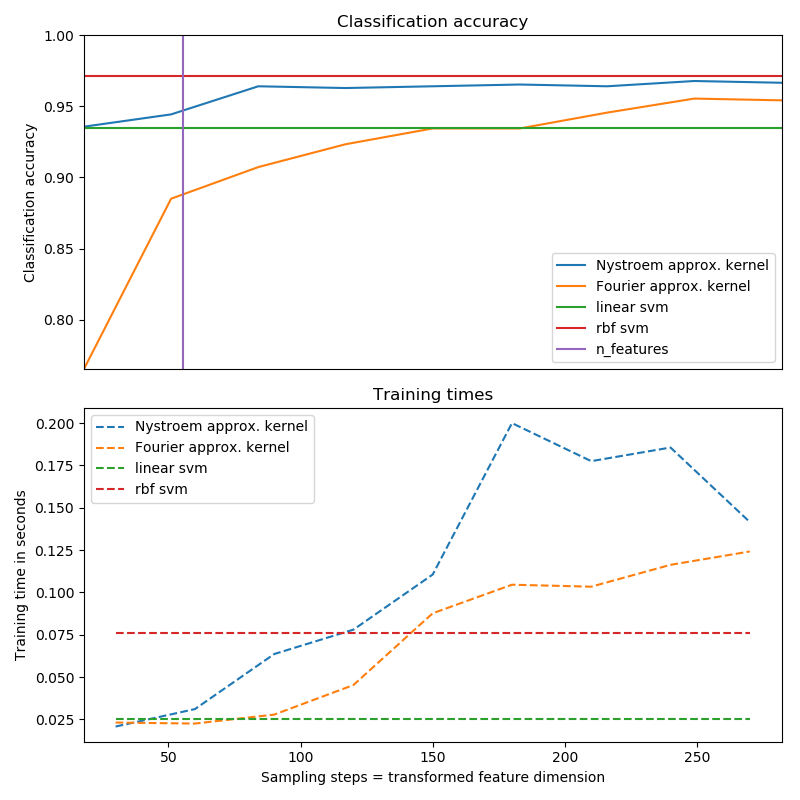 Classification accuracy
1.00
0.95
0.90
0.85
0.80
Classification accuracy
Nystroem approx. kernel
Fourier approx. kernel
linear svm
rbf svm
n_features
Training times
0.200
0.175
0.150
0.125
0.100
0.075
0.050
0.025
Training time in seconds
Nystroem approx. kernel
Fourier approx. kernel
linear svm
rbf svm
50 100 150 200 250
Sampling steps = transformed feature dimension